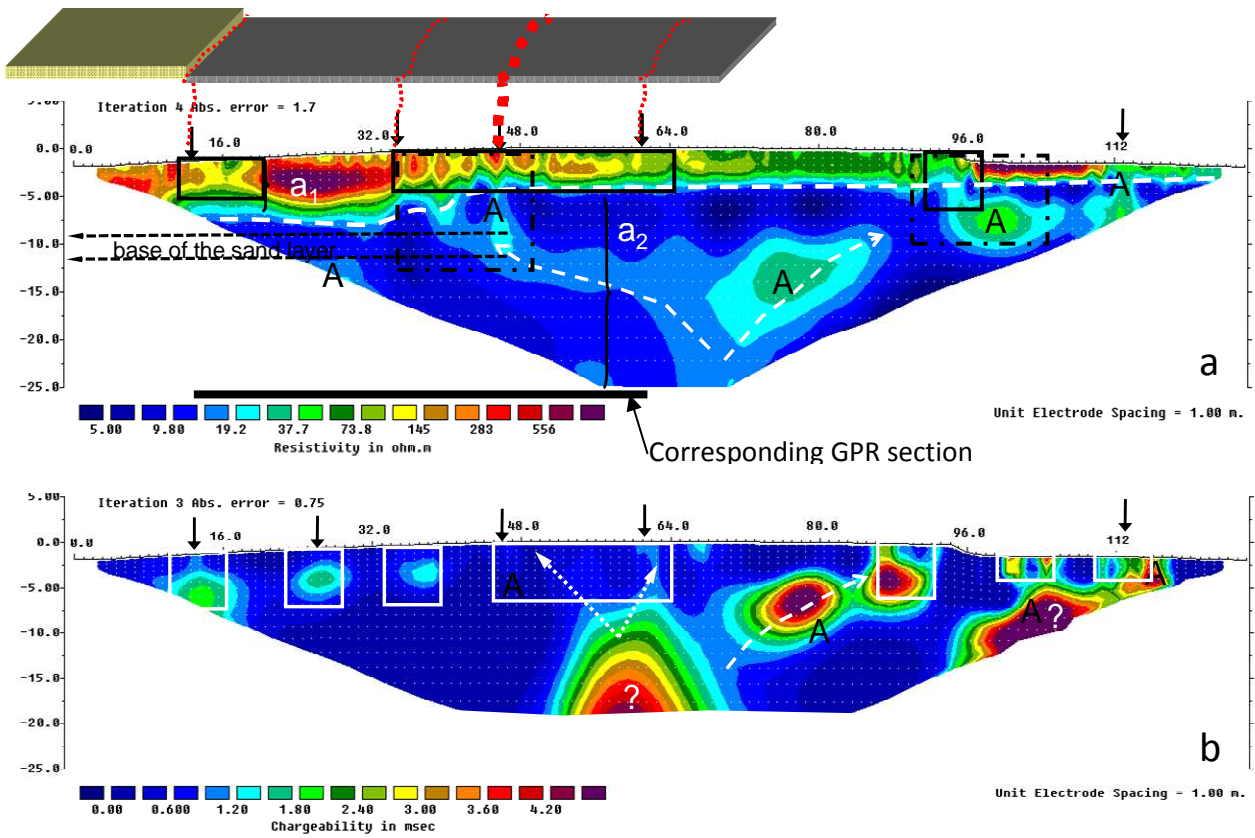 5.00
Iteration 4 Abs. error = 1.7
0.0 16.0 32.0 48.0 64.0 80.0 96.0 112
0.0
-5.00
-10.0
-15.0
-20.0
-25.0
a1
a2
A
A
A
A
A
base of the sand layer
a
5.00 9.80 19.2 37.7 73.8 145 283 556
Resistivity in ohm.m
Unit Electrode Spacing = 1.00 m.
Corresponding GPR section
5.00
Iteration 3 Abs. error = 0.75
0.0 16.0 32.0 48.0 64.0 80.0 96.0 112
0.0
-5.00
-10.0
-15.0
-20.0
-25.0
A
A
A
A
?
?
b
0.00 0.600 1.20 1.80 2.40 3.00 3.60 4.20
Chargeability in msec
Unit Electrode Spacing = 1.00 m.